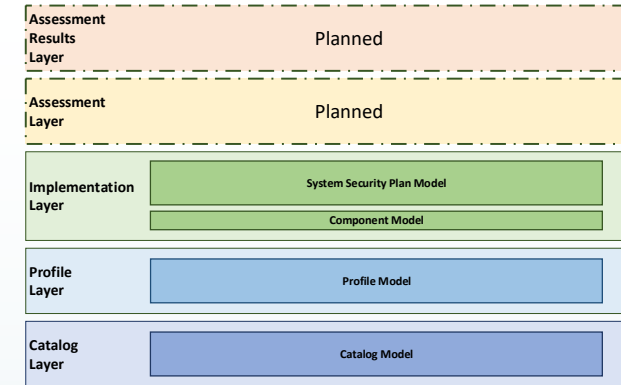 Assessment
Results
Layer
Planned
Assessment
Layer
Planned
Implementation
Layer
System Security Plan Model
Component Model
Profile
Layer
Profile Model
Catalog
Layer
Catalog Model